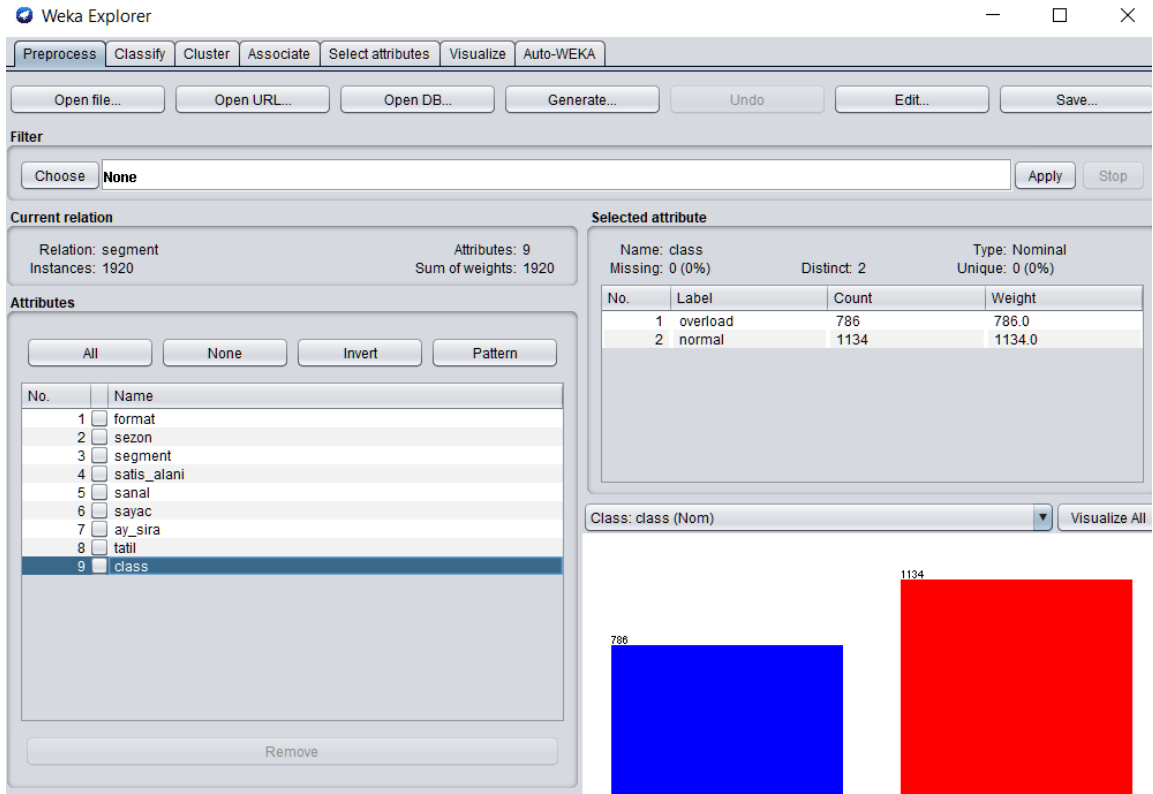 Weka Explorer
Preprocess Classify Cluster Associate Select attributes Visualize Auto-WEKA
Open file... Open URL... Open DB... Generate... Undo Edit... Save...
Filter
Choose None Apply Stop
Current relation
Relation: segment Attributes: 9
Instances: 1920 Sum of weights: 1920
Attributes
All None Invert Pattern
No. Name
1 format
2 sezon
3 segment
4 satis_alani
5 sanal
6 sayac
7 ay_sira
8 tatil
9 class
Remove
Selected attribute
Name: class Type: Nominal
Missing: 0 (0%) Distinct: 2 Unique: 0 (0%)
No. Label Count Weight
1 overload 786 786.0
2 normal 1134 1134.0
Class: class (Nom) Visualize All
1134
786